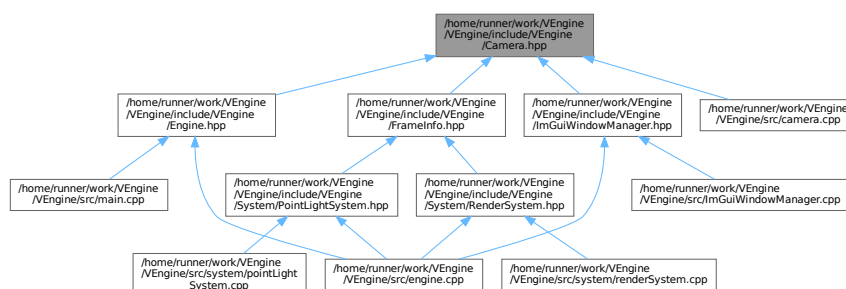 /home/runner/work/VEngine
/VEngine/include/VEngine
/Camera.hpp
/home/runner/work/VEngine
/VEngine/include/VEngine
/Engine.hpp
/home/runner/work/VEngine
/VEngine/include/VEngine
/FrameInfo.hpp
/home/runner/work/VEngine
/VEngine/include/VEngine
/ImGuiWindowManager.hpp
/home/runner/work/VEngine
/VEngine/src/camera.cpp
/home/runner/work/VEngine
/VEngine/src/main.cpp
/home/runner/work/VEngine
/VEngine/include/VEngine
/System/PointLightSystem.hpp
/home/runner/work/VEngine
/VEngine/include/VEngine
/System/RenderSystem.hpp
/home/runner/work/VEngine
/VEngine/src/ImGuiWindowManager.cpp
/home/runner/work/VEngine
/VEngine/src/system/pointLight
System.cpp
/home/runner/work/VEngine
/VEngine/src/engine.cpp
/home/runner/work/VEngine
/VEngine/src/system/renderSystem.cpp